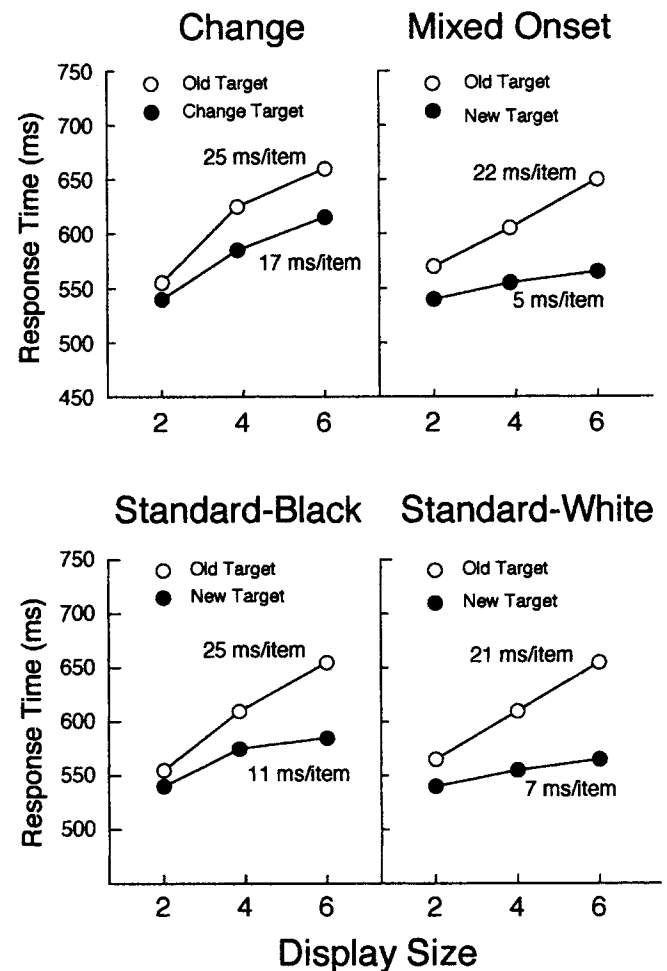 Change
Mixed Onset
750
700
650
600
550
500
450
Response Time (ms)
Old Target
Change Target
25 ms/item
17 ms/item
2 4 6
Old Target
New Target
22 ms/item
5 ms/item
2 4 6
Standard-Black
Standard-White
750
700
650
600
550
500
Response Time (ms)
Old Target
New Target
25 ms/item
11 ms/item
2 4 6
Old Target
New Target
21 ms/item
7 ms/item
2 4 6
Display Size